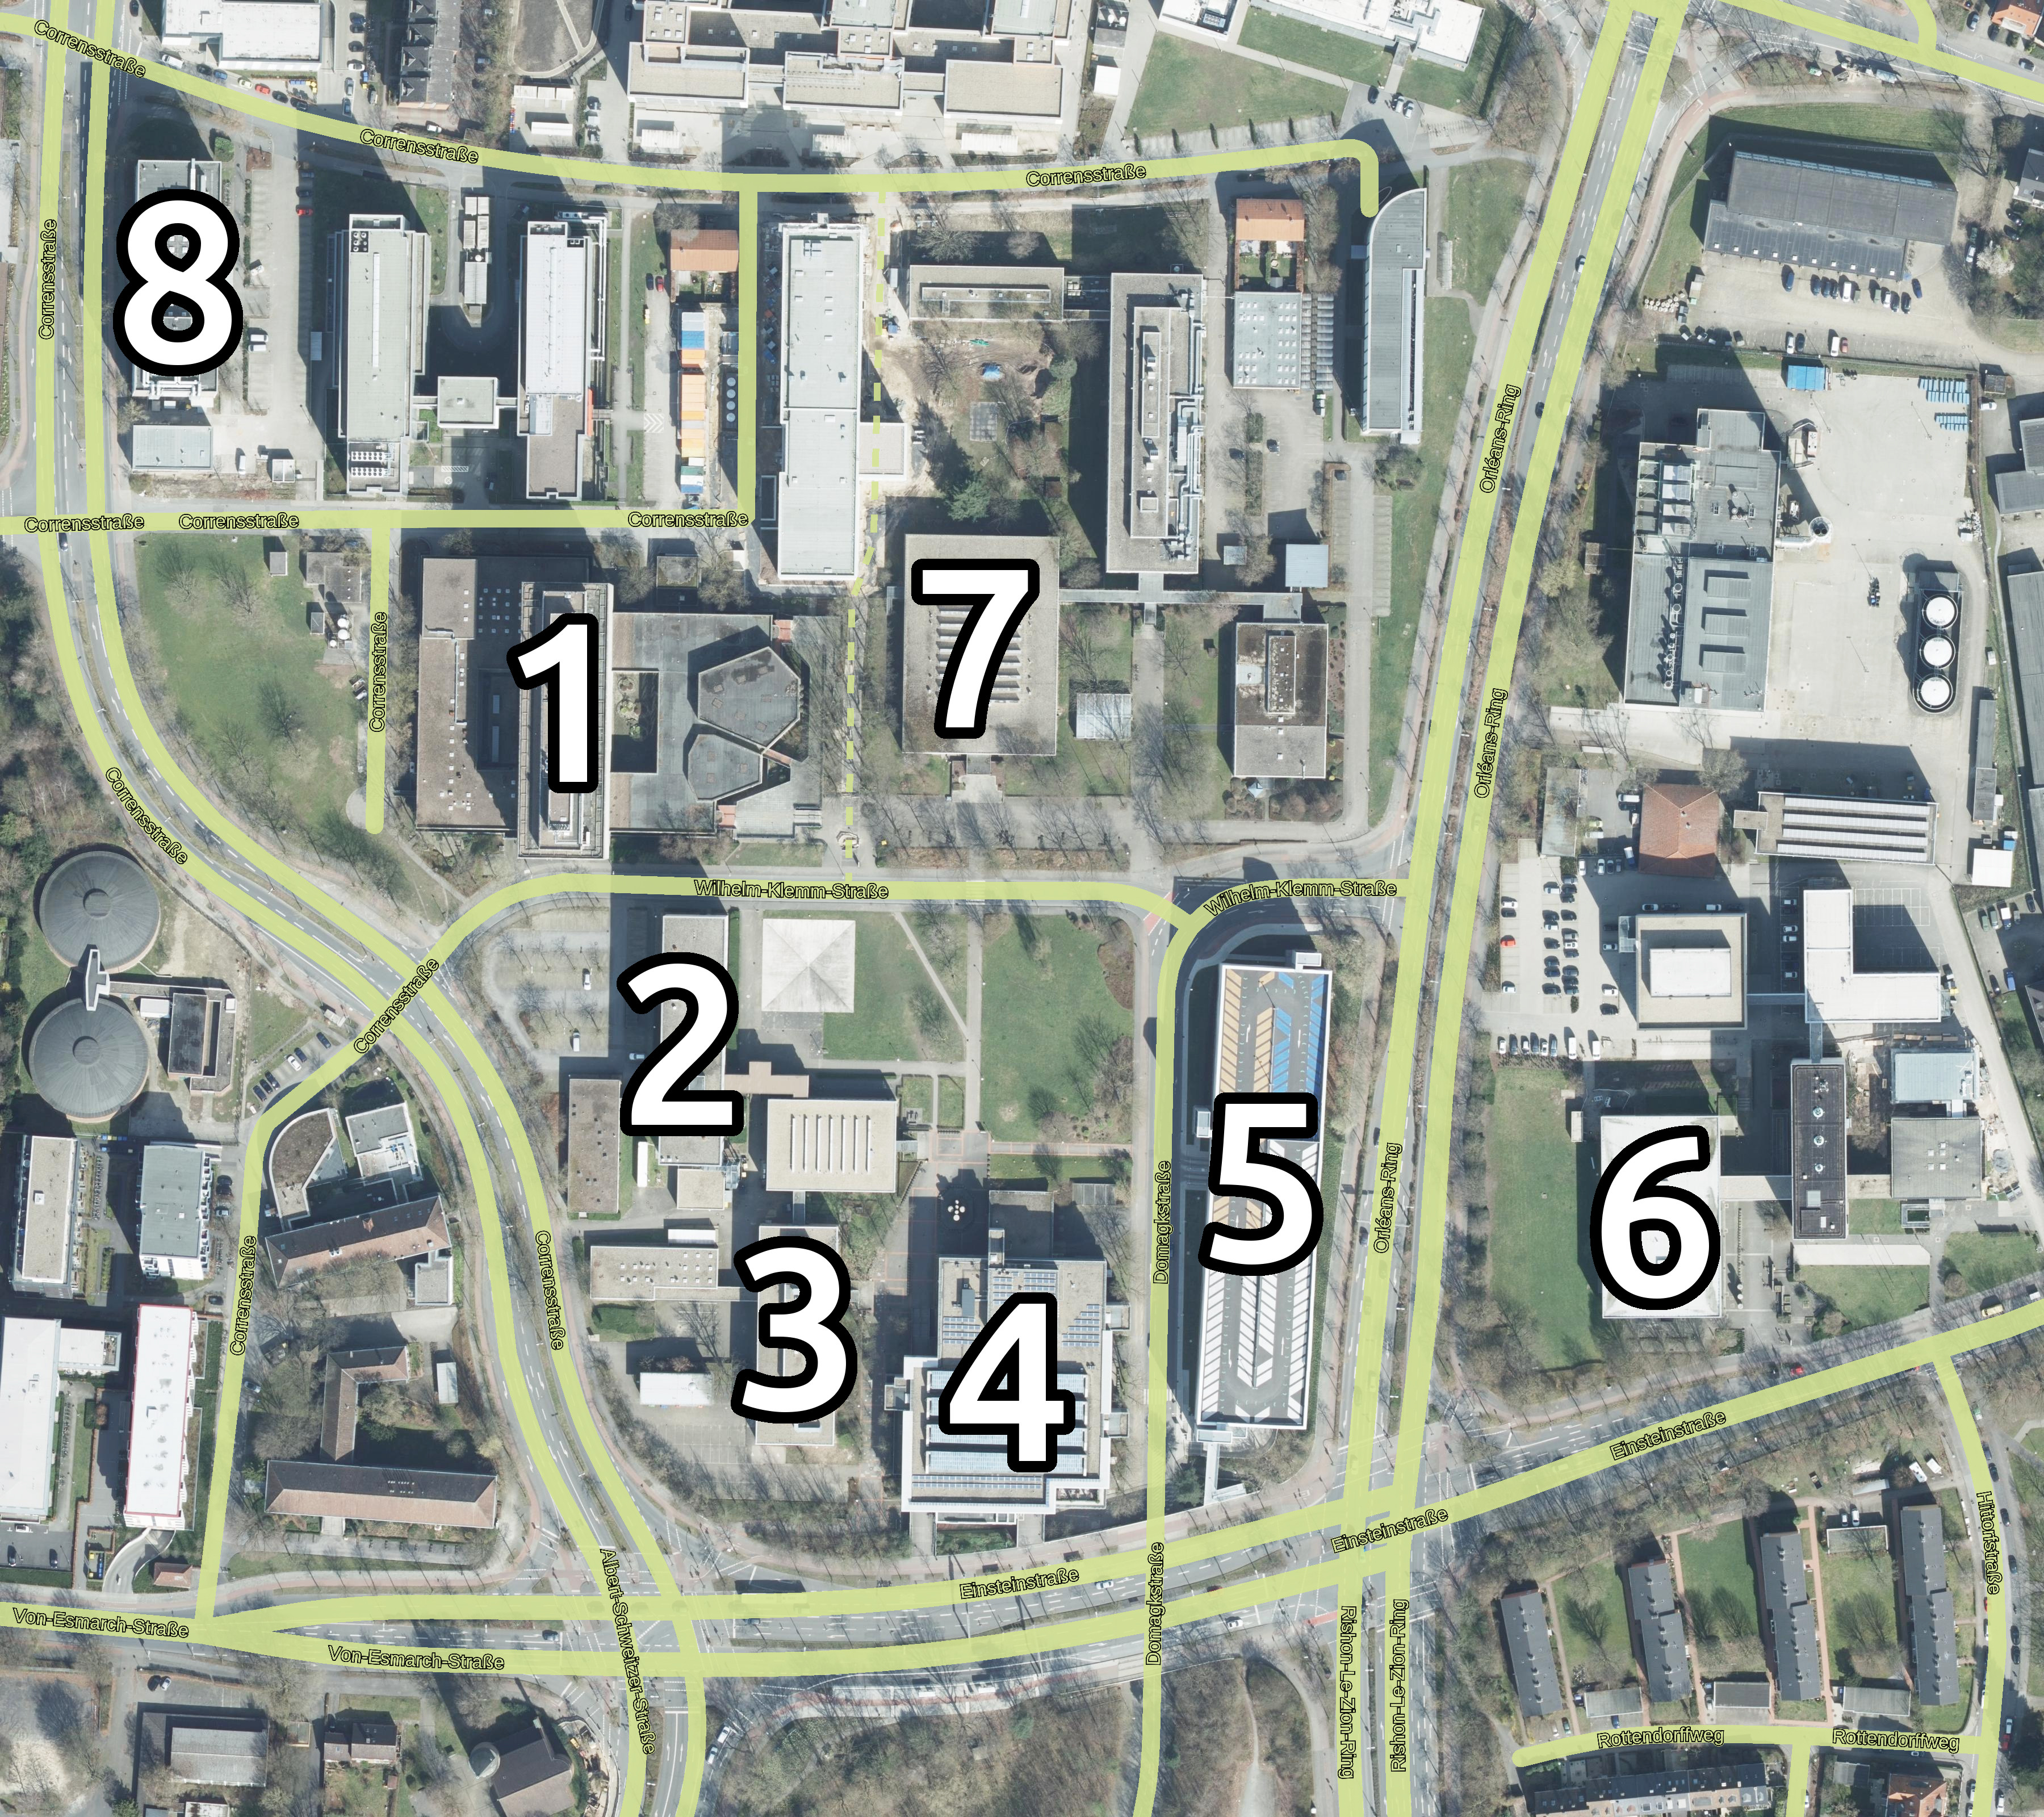 Corrensstraße
Corrensstraße
Corrensstraße
8
Corrensstraße
Orléans-Ring
Corrensstraße
Corrensstraße
Corrensstraße
7
1
Corrensstraße
Orléans-Ring
Corrensstraße
Wilhelm-Klemm-Straße
Wilhelm-Klemm-Straße
2
Corrensstraße
5
6
Orléans-Ring
Domagkstraße
Corrensstraße
Corrensstraße
3
4
Einsteinstraße
Einsteinstraße
Hittorfstraße
Einsteinstraße
Von-Esmarch-Straße
Von-Esmarch-Straße
Albert-Schweitzer-Straße
Domagkstraße
Rishon-Le-Zion-Ring
Rishon-Le-Zion-Ring
Rottendorffweg
Rottendorffweg